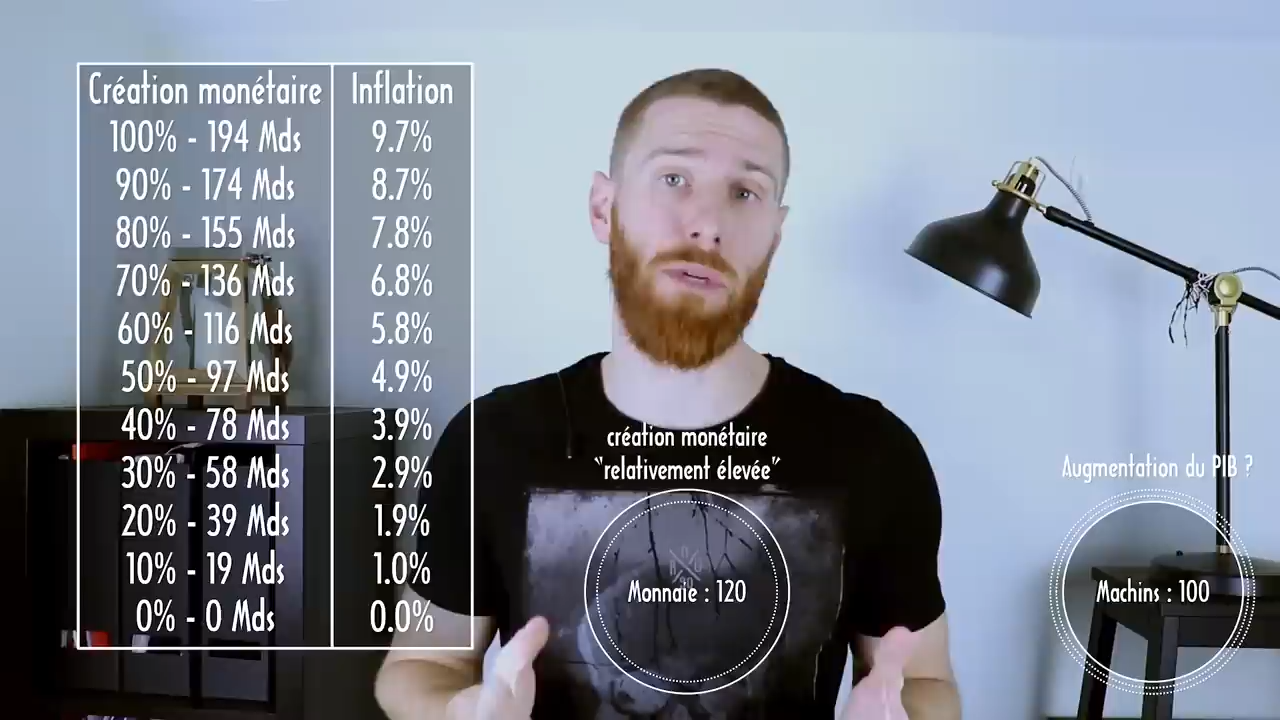 Création monétaire Inflation
100% - 194 Mds 9.7%
90% - 174 Mds 8.7%
80% - 155 Mds 7.8%
70% - 136 Mds 6.8%
60% - 116 Mds 5.8%
50% - 97 Mds 4.9%
40% - 78 Mds 3.9%
30% - 58 Mds 2.9%
20% - 39 Mds 1.9%
10% - 19 Mds 1.0%
0% - 0 Mds 0.0%
création monétaire
“relativement élevée”
Monnaie : 120
Augmentation du PIB ?
Machins : 100